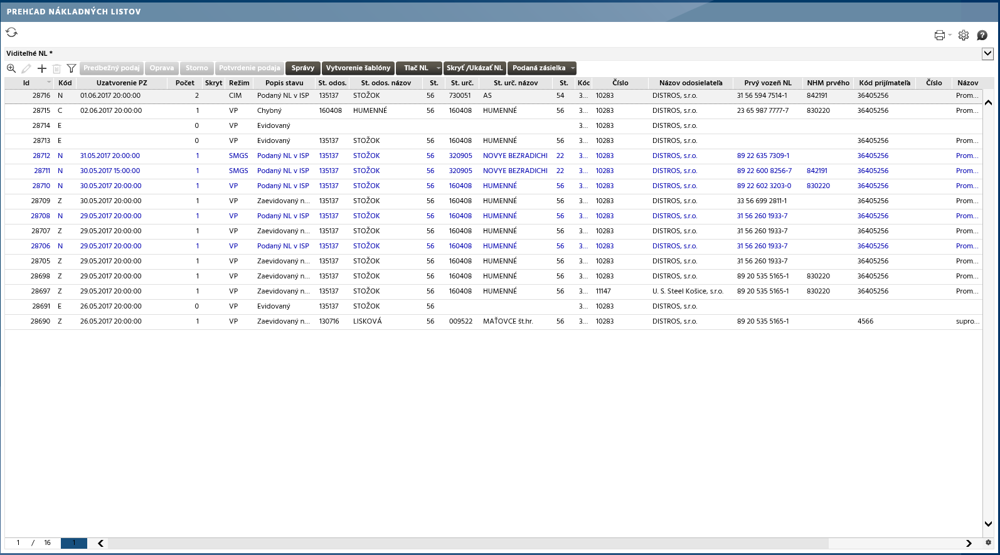 PREHĽAD NÁKLADNÝCH LISTOV
Viditeľné NL *
Predbežný podaj Oprava Storno Potvrdenie podaja Správy Vytvorenie šablóny Tlač NL Skryť /Ukázať NL Podaná zásielka
Id Kód Uzatvorenie PZ Počet Skryt Režim Popis stavu St. odos. St. odos. názov St. St. urč. St. urč. názov St. Kóc Číslo Názov odosielateľa Prvý vozeň NL NHM prvého Kód prijímateľa Číslo Názov
28716 N 01.06.2017 20:00:00 2 CIM Podaný NL v ISP 135137 STOŽOK 56 730051 AS 54 3... 10283 DISTROS, s.r.o. 31 56 594 7514-1 842191 36405256 Prom...
28715 C 02.06.2017 20:00:00 1 VP Chybný 160408 HUMENNÉ 56 160408 HUMENNÉ 56 3... 10283 DISTROS, s.r.o. 23 65 987 7777-7 830220 36405256 Prom...
28714 E 0 VP Evidovaný 3... 10283 DISTROS, s.r.o.
28713 E 0 VP Evidovaný 135137 STOŽOK 56 160408 HUMENNÉ 56 3... 10283 DISTROS, s.r.o. 36405256 Prom...
28712 N 31.05.2017 20:00:00 1 SMGS Podaný NL v ISP 135137 STOŽOK 56 320905 NOVYE BEZRADICHI 22 3... 10283 DISTROS, s.r.o. 89 22 635 7309-1 36405256 Prom...
28711 N 30.05.2017 15:00:00 1 SMGS Podaný NL v ISP 135137 STOŽOK 56 320905 NOVYE BEZRADICHI 22 3... 10283 DISTROS, s.r.o. 89 22 600 8256-7 842191 36405256 Prom...
28710 N 30.05.2017 20:00:00 1 VP Podaný NL v ISP 135137 STOŽOK 56 160408 HUMENNÉ 56 3... 10283 DISTROS, s.r.o. 89 22 602 3203-0 830220 36405256 Prom...
28709 Z 30.05.2017 20:00:00 1 VP Zaevidovaný n... 135137 STOŽOK 56 160408 HUMENNÉ 56 3... 10283 DISTROS, s.r.o. 33 56 699 2811-1 36405256 Prom...
28708 N 29.05.2017 20:00:00 1 VP Podaný NL v ISP 135137 STOŽOK 56 160408 HUMENNÉ 56 3... 10283 DISTROS, s.r.o. 31 56 260 1933-7 36405256 Prom...
28707 Z 29.05.2017 20:00:00 1 VP Zaevidovaný n... 135137 STOŽOK 56 160408 HUMENNÉ 56 3... 10283 DISTROS, s.r.o. 31 56 260 1933-7 36405256 Prom...
28706 N 29.05.2017 20:00:00 1 VP Podaný NL v ISP 135137 STOŽOK 56 160408 HUMENNÉ 56 3... 10283 DISTROS, s.r.o. 31 56 260 1933-7 36405256 Prom...
28705 Z 29.05.2017 20:00:00 1 VP Zaevidovaný n... 135137 STOŽOK 56 160408 HUMENNÉ 56 3... 10283 DISTROS, s.r.o. 31 56 260 1933-7 36405256 Prom...
28698 Z 29.05.2017 20:00:00 1 VP Zaevidovaný n... 135137 STOŽOK 56 160408 HUMENNÉ 56 3... 10283 DISTROS, s.r.o. 89 20 535 5165-1 830220 36405256 Prom...
28697 Z 29.05.2017 20:00:00 1 VP Zaevidovaný n... 135137 STOŽOK 56 160408 HUMENNÉ 56 3... 11147 U. S. Steel Košice, s.r.o. 89 20 535 5165-1 830220 36405256 Prom...
28691 E 26.05.2017 20:00:00 0 VP Evidovaný 135137 STOŽOK 56 3... 10283 DISTROS, s.r.o.
28690 Z 26.05.2017 20:00:00 1 VP Zaevidovaný n... 130716 LISKOVÁ 56 009522 MAŤOVCE št.hr. 56 3... 10283 DISTROS, s.r.o. 89 20 535 5165-1 4566 supro...
1 / 16 1